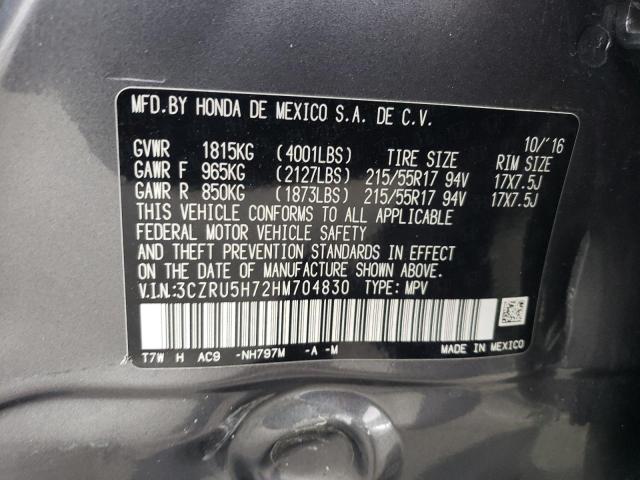 MFD.BY HONDA DE MEXICO S.A. DE C.V.
10/'16
GVWR 1815KG (4001LBS) TIRE SIZE RIM SIZE
GAWR F 965KG (2127LBS) 215/55R17 94V 17X7.5J
GAWR R 850KG (1873LBS) 215/55R17 94V 17X7.5J
THIS VEHICLE CONFORMS TO ALL APPLICABLE
FEDERAL MOTOR VEHICLE SAFETY
AND THEFT PREVENTION STANDARDS IN EFFECT
ON THE DATE OF MANUFACTURE SHOWN ABOVE.
V.I.N.:3CZRU5H72HM704830 TYPE: MPV
T7W H AC9 -NH797M -A -M
MADE IN MEXICO